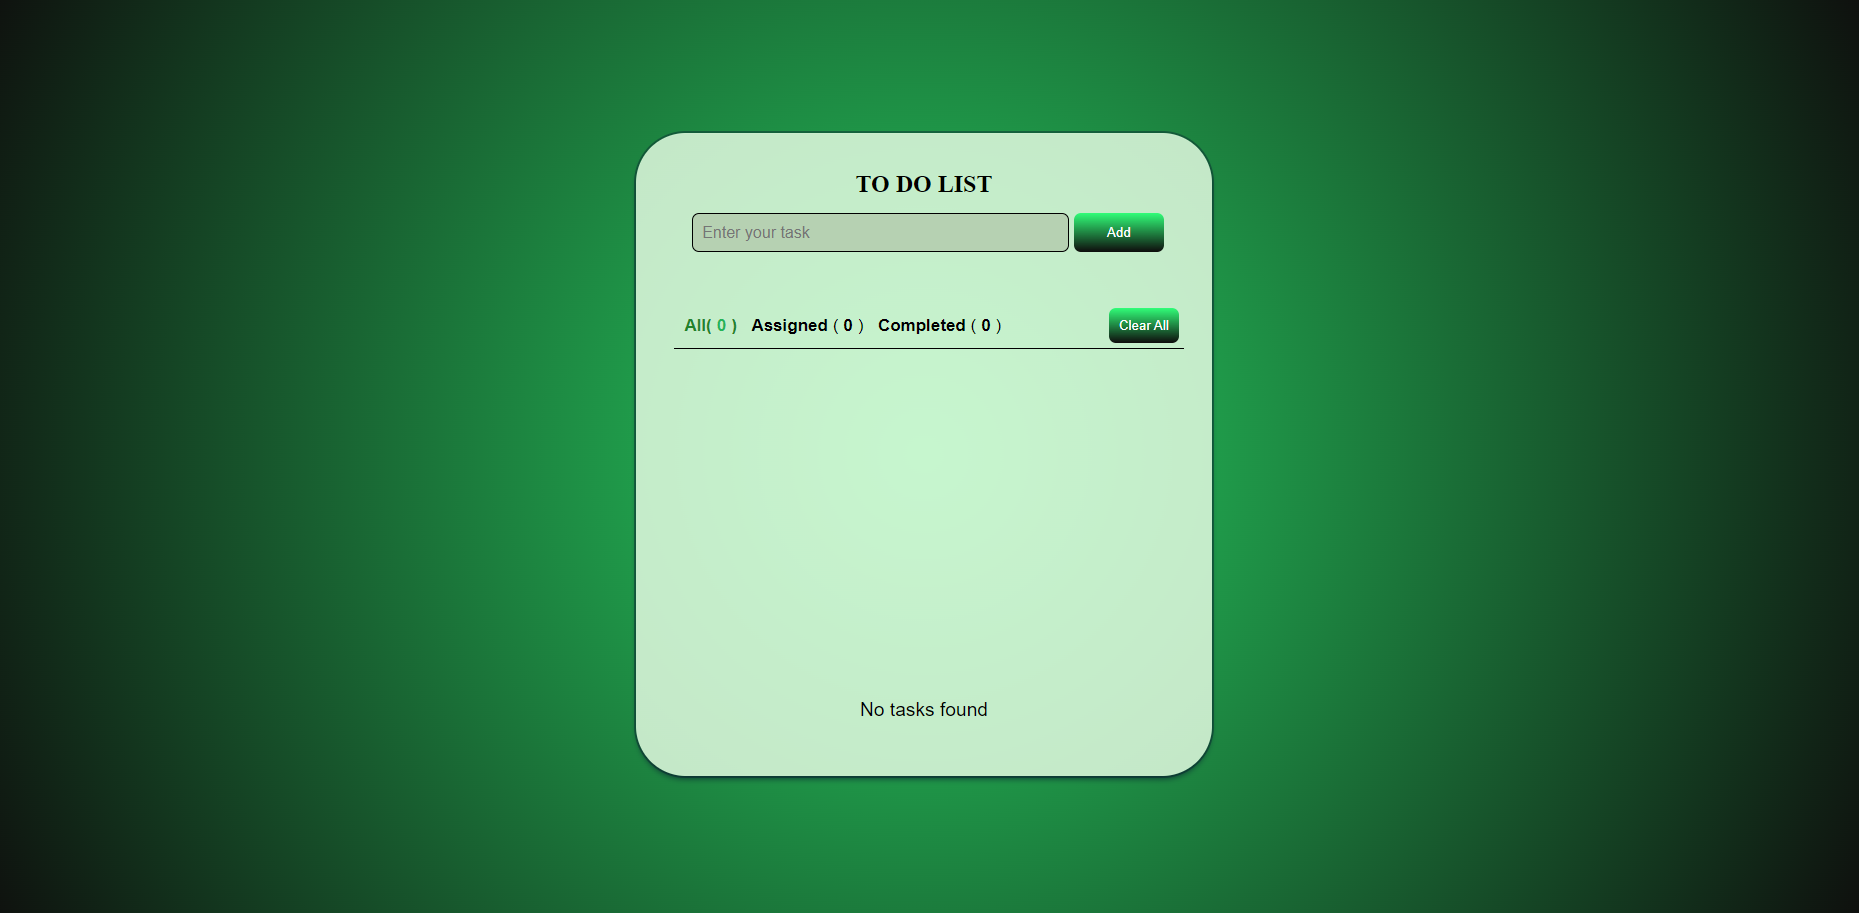 TO DO LIST
Enter your task Add
All( 0 ) Assigned ( 0 ) Completed ( 0 ) Clear All
No tasks found